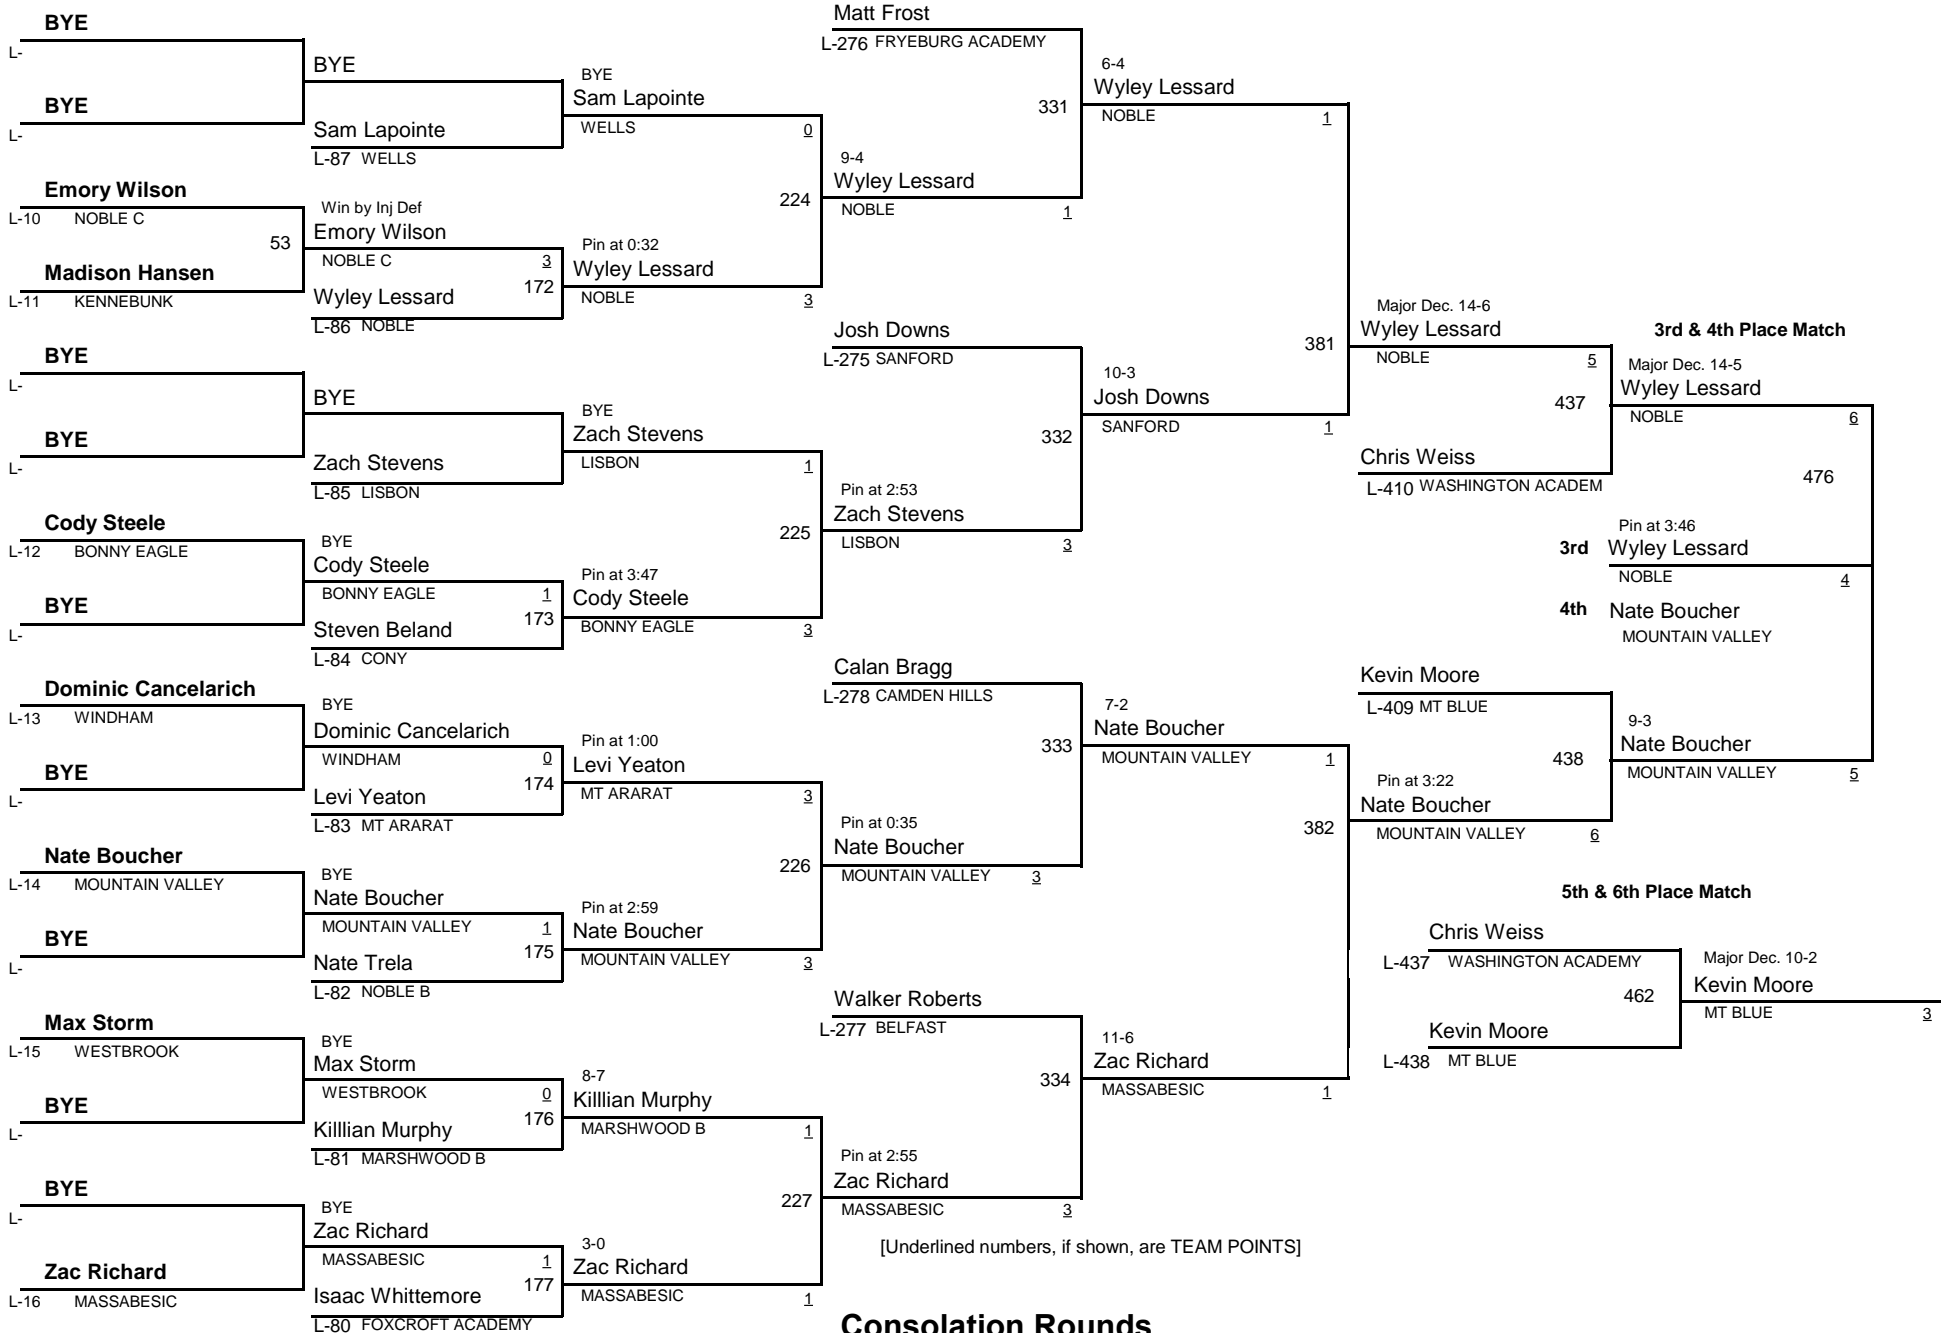 BYE
L-
BYE
L-
Emory Wilson
L-10 NOBLE C
53
Madison Hansen
L-11 KENNEBUNK
BYE
L-
BYE
L-
Cody Steele
L-12 BONNY EAGLE
BYE
L-
Dominic Cancelarich
L-13 WINDHAM
BYE
L-
Nate Boucher
L-14 MOUNTAIN VALLEY
BYE
L-
Max Storm
L-15 WESTBROOK
BYE
L-
BYE
L-
Zac Richard
L-16 MASSABESIC
BYE
Sam Lapointe
L-87 WELLS
Win by Inj Def
Emory Wilson
NOBLE C 3
172
Wyley Lessard
L-86 NOBLE
BYE
Zach Stevens
L-85 LISBON
BYE
Cody Steele
BONNY EAGLE 1
173
Steven Beland
L-84 CONY
BYE
Dominic Cancelarich
WINDHAM 0
174
Levi Yeaton
L-83 MT ARARAT
BYE
Nate Boucher
MOUNTAIN VALLEY 1
175
Nate Trela
L-82 NOBLE B
BYE
Max Storm
WESTBROOK 0
176
Killlian Murphy
L-81 MARSHWOOD B
BYE
Zac Richard
MASSABESIC 1
177
Isaac Whittemore
L-80 FOXCROFT ACADEMY
BYE
Sam Lapointe
WELLS 0
224
Pin at 0:32
Wyley Lessard
NOBLE 3
BYE
Zach Stevens
LISBON 1
225
Pin at 3:47
Cody Steele
BONNY EAGLE 3
Pin at 1:00
Levi Yeaton
MT ARARAT 3
226
Pin at 2:59
Nate Boucher
MOUNTAIN VALLEY 3
8-7
Killlian Murphy
MARSHWOOD B 1
227
3-0
Zac Richard
MASSABESIC 1
Matt Frost
L-276 FRYEBURG ACADEMY
331
9-4
Wyley Lessard
NOBLE 1
Josh Downs
L-275 SANFORD
332
Pin at 2:53
Zach Stevens
LISBON 3
Calan Bragg
L-278 CAMDEN HILLS
333
Pin at 0:35
Nate Boucher
MOUNTAIN VALLEY 3
Walker Roberts
L-277 BELFAST
334
Pin at 2:55
Zac Richard
MASSABESIC 3
6-4
Wyley Lessard
NOBLE 1
381
10-3
Josh Downs
SANFORD 1
7-2
Nate Boucher
MOUNTAIN VALLEY 1
382
11-6
Zac Richard
MASSABESIC 1
Major Dec. 14-6
Wyley Lessard
NOBLE 5
437
Chris Weiss
L-410 WASHINGTON ACADEM
Kevin Moore
L-409 MT BLUE
438
Pin at 3:22
Nate Boucher
MOUNTAIN VALLEY 6
3rd & 4th Place Match
Major Dec. 14-5
Wyley Lessard
NOBLE 6
476
Pin at 3:46
3rd Wyley Lessard
NOBLE 4
4th Nate Boucher
MOUNTAIN VALLEY
9-3
Nate Boucher
MOUNTAIN VALLEY 5
5th & 6th Place Match
Chris Weiss
L-437 WASHINGTON ACADEMY
462
Kevin Moore
L-438 MT BLUE
Major Dec. 10-2
Kevin Moore
MT BLUE 3
[Underlined numbers, if shown, are TEAM POINTS]
Consolation Rounds